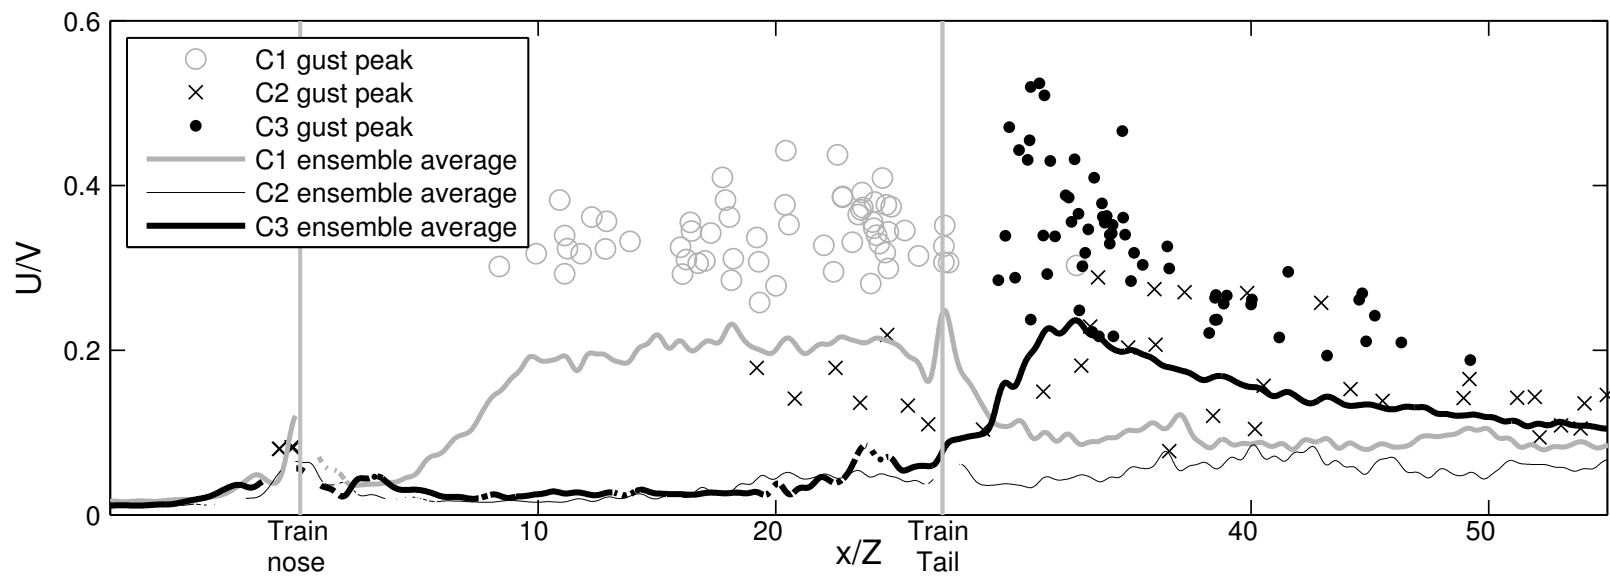 0.6
C1 gust peak
C2 gust peak
C3 gust peak
C1 ensemble average
C2 ensemble average
C3 ensemble average
0.4
0.2
0
U/V
Train
nose
10
20
x/Z
Train
Tail
40
50